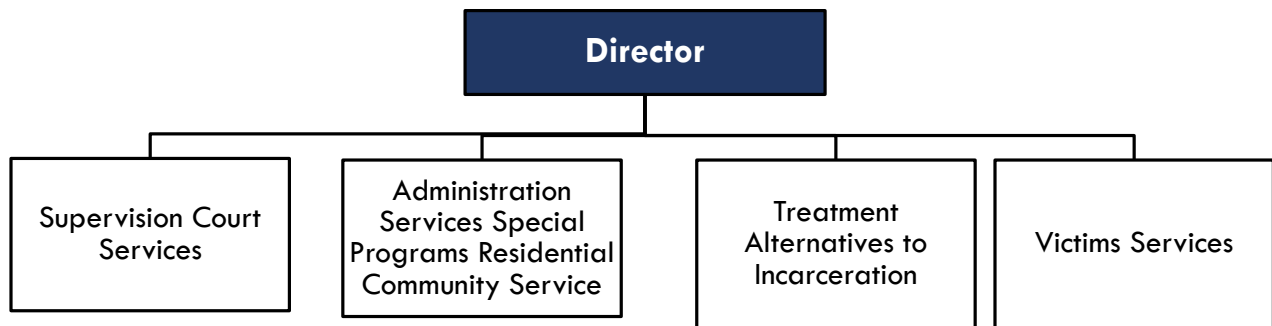 Director
Supervision Court
Services
Administration
Services Special
Programs Residential
Community Service
Treatment
Alternatives to
Incarceration
Victims Services